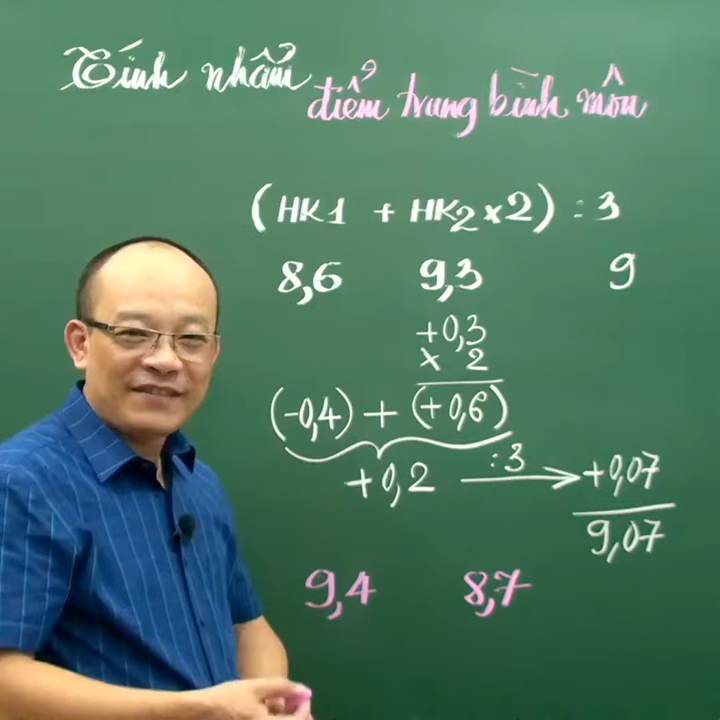 Tính nhẩm
điểm trung bình môn
(HK1 + HK2 x 2) : 3
8,6 9,3 9
+0,3
x 2
(-0,4) + (+0,6)
+0,2 :3 → +0,07
9,07
9,4 8,7